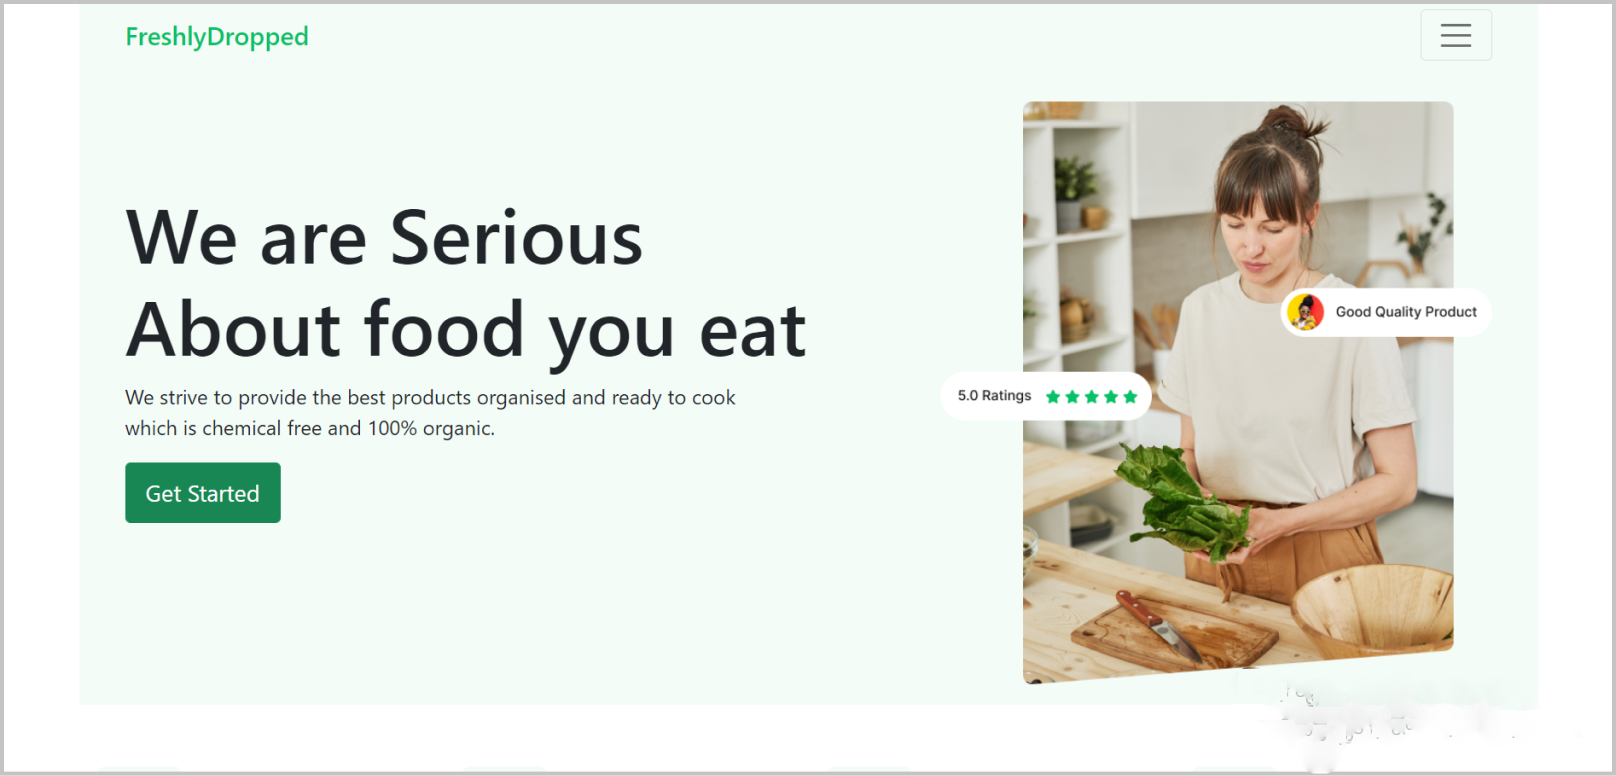 FreshlyDropped
We are Serious
About food you eat
We strive to provide the best products organised and ready to cook
which is chemical free and 100% organic.
Get Started
Good Quality Product
5.0 Ratings